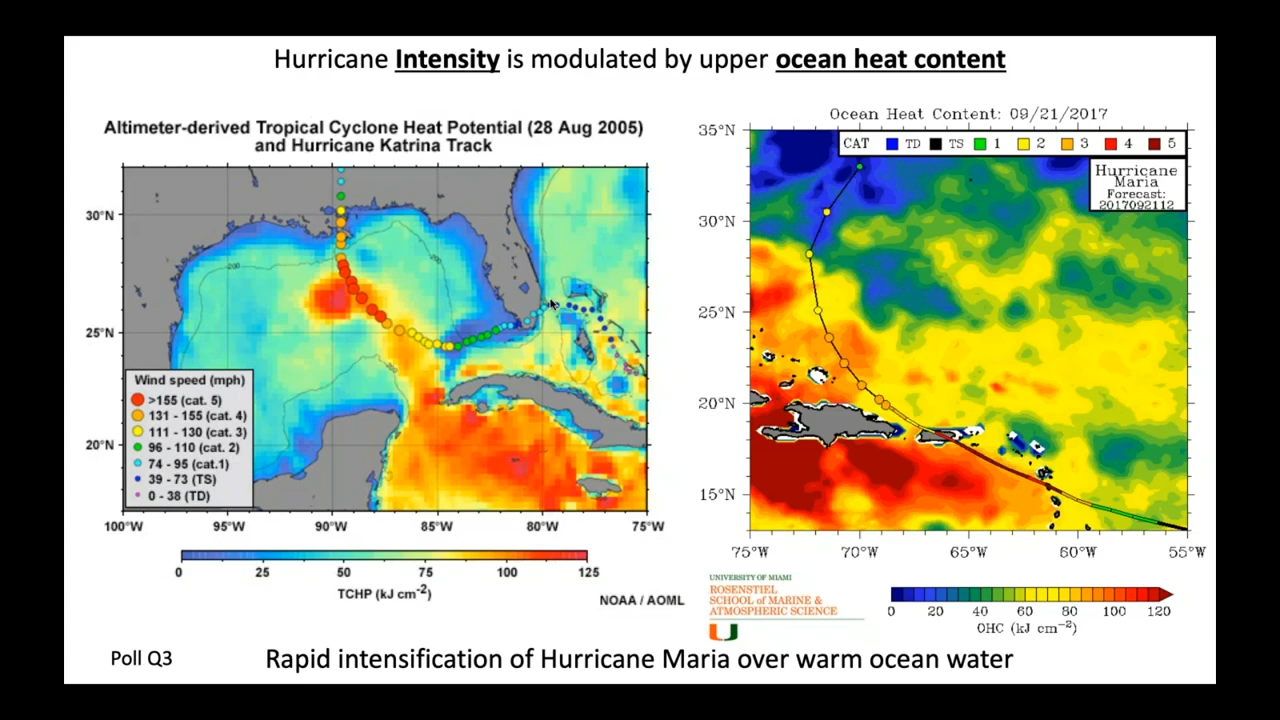 Hurricane Intensity is modulated by upper ocean heat content
Altimeter-derived Tropical Cyclone Heat Potential (28 Aug 2005)
and Hurricane Katrina Track
30°N
25°N
20°N
200
200
Wind speed (mph)
>155 (cat. 5)
131 - 155 (cat. 4)
111 - 130 (cat. 3)
96 - 110 (cat. 2)
74 - 95 (cat.1)
39 - 73 (TS)
0 - 38 (TD)
100°W 95°W 90°W 85°W 80°W 75°W
0 25 50 75 100 125
TCHP (kJ cm-2)
NOAA / AOML
Ocean Heat Content: 09/21/2017
CAT TD TS 1 2 3 4 5
Hurricane
Maria
Forecast:
2017092112
35°N
30°N
25°N
20°N
15°N
75°W 70°W 65°W 60°W 55°W
UNIVERSITY OF MIAMI
ROSENSTIEL
SCHOOL of MARINE &
ATMOSPHERIC SCIENCE
0 20 40 60 80 100 120
OHC (kJ cm-2)
Poll Q3
Rapid intensification of Hurricane Maria over warm ocean water